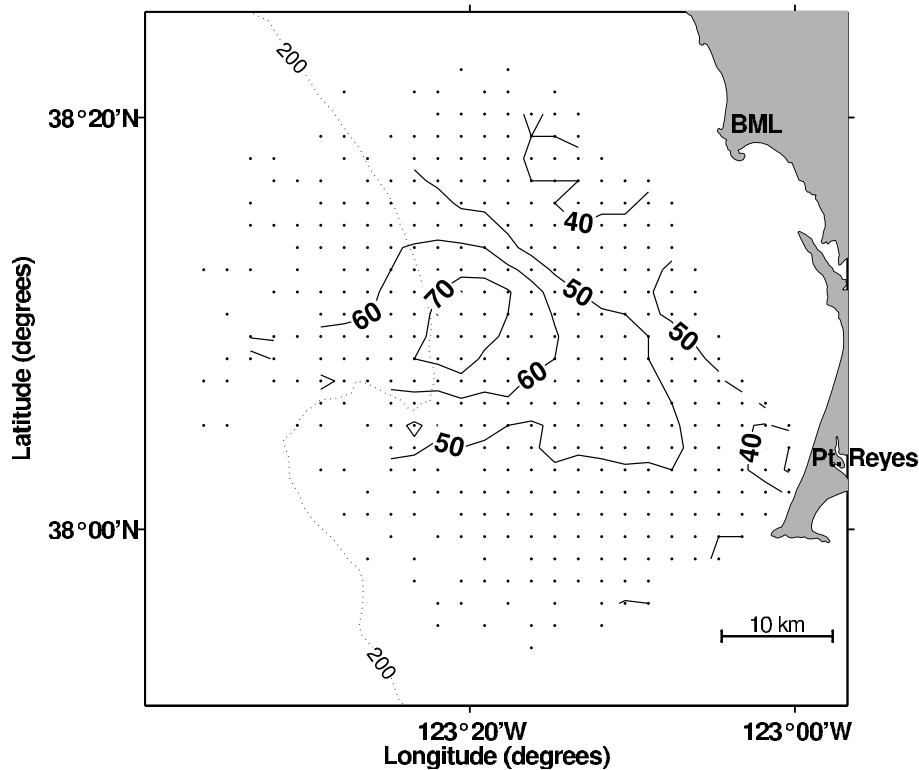 200
BML
38°20'N
40
70
60
50
50
60
50
40
Pt. Reyes
38°00'N
10 km
200
123°20'W
123°00'W
Longitude (degrees)
Latitude (degrees)